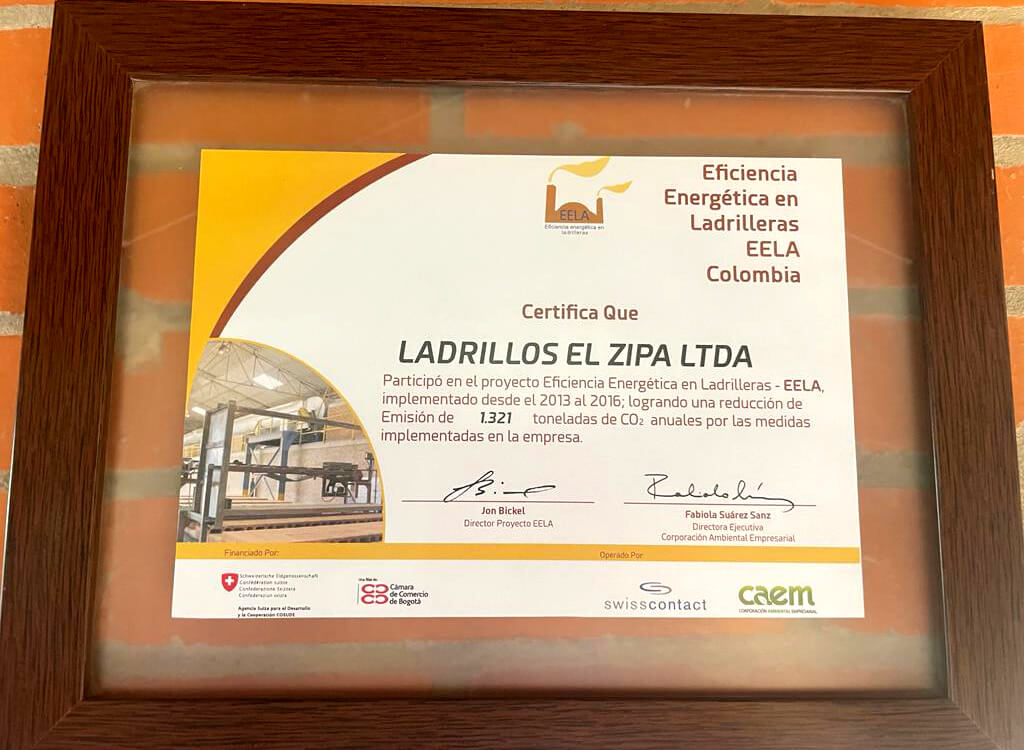 EELA
Eficiencia energética en
ladrilleras
Eficiencia
Energética en
Ladrilleras
EELA
Colombia
Certifica Que
LADRILLOS EL ZIPA LTDA
Participó en el proyecto Eficiencia Energética en Ladrilleras - EELA,
implementado desde el 2013 al 2016; logrando una reducción de
Emisión de 1.321 toneladas de CO₂ anuales por las medidas
implementadas en la empresa.
Jon Bickel
Director Proyecto EELA
Fabiola Suárez Sanz
Directora Ejecutiva
Corporación Ambiental Empresarial
Financiado Por:
Operado Por:
Schweizerische Eidgenossenschaft
Confédération suisse
Confederazione Svizzera
Confederaziun svizra
Agencia Suiza para el Desarrollo
y la Cooperación COSUDE
Cámara
de Comercio
de Bogotá
swisscontact
caem
CORPORACIÓN AMBIENTAL EMPRESARIAL